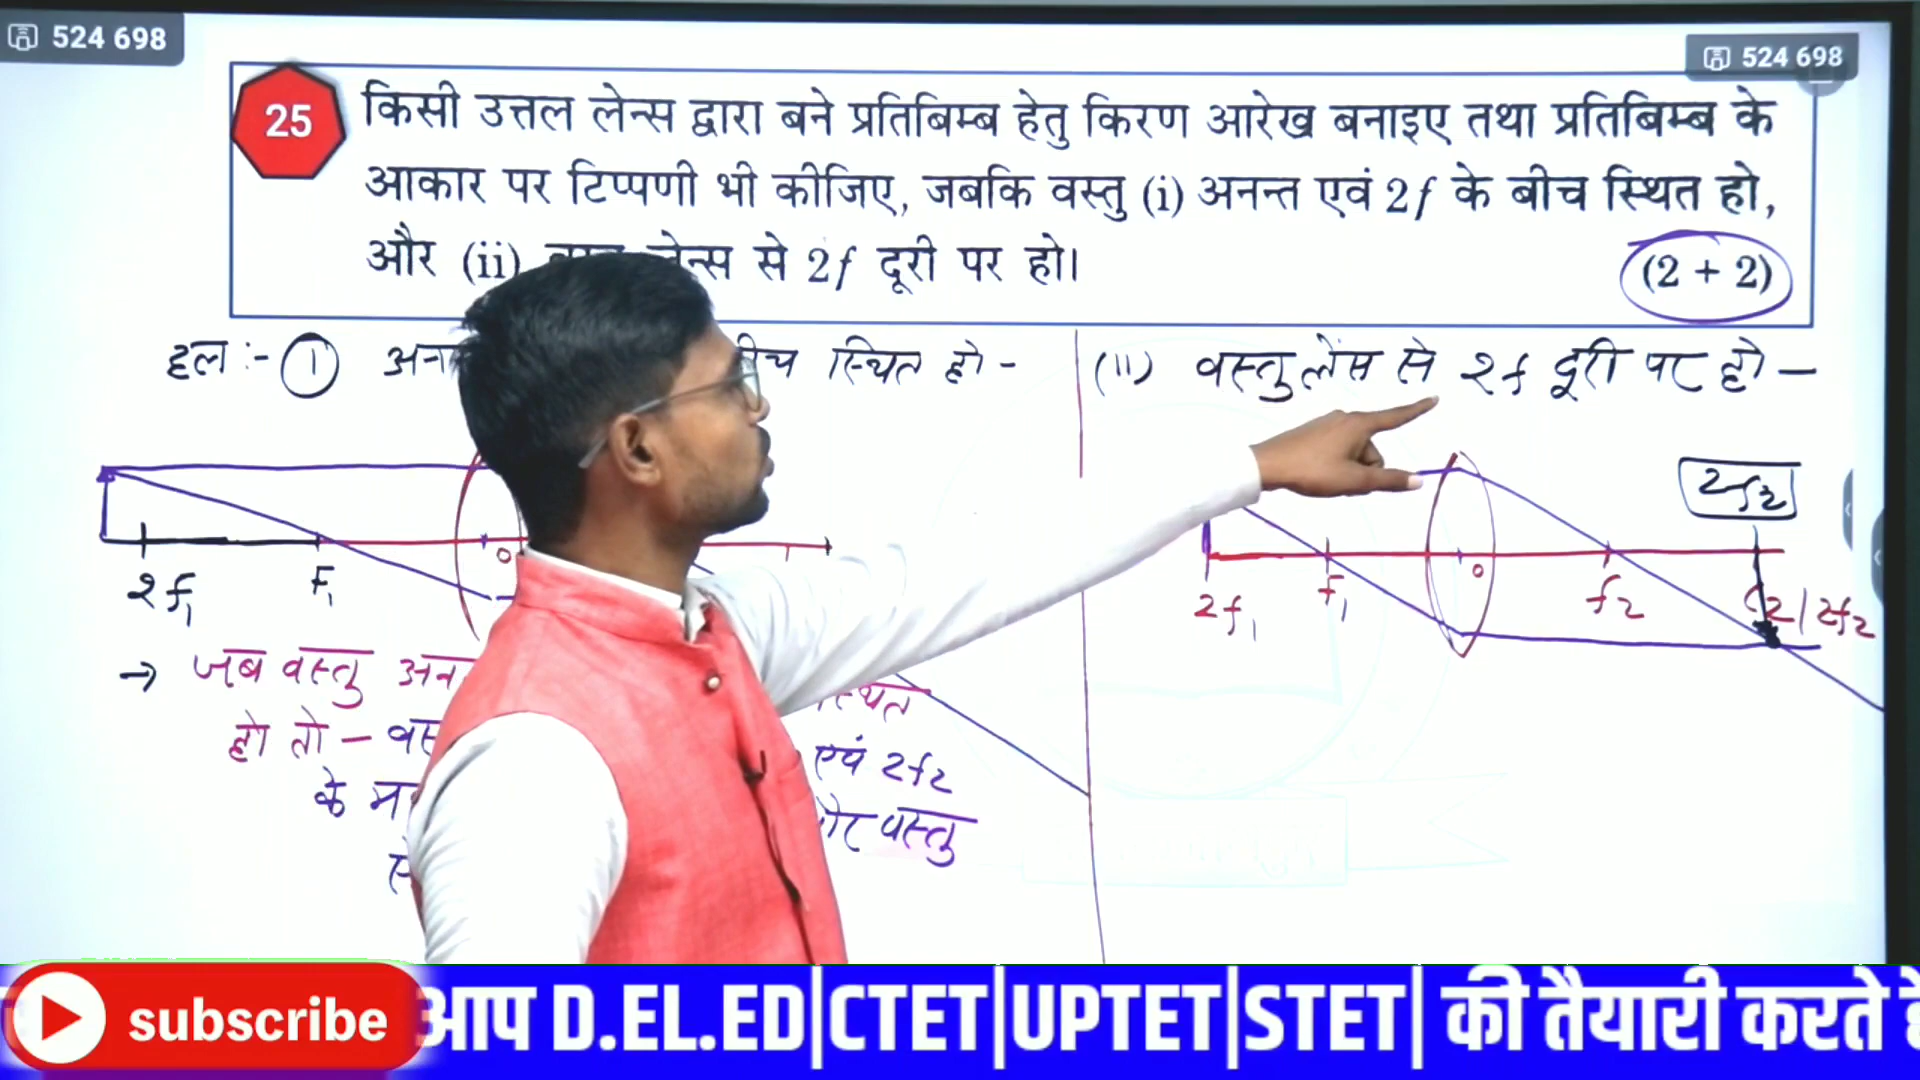 524 698
524 698
25
किसी उत्तल लेन्स द्वारा बने प्रतिबिम्ब हेतु किरण आरेख बनाइए तथा प्रतिबिम्ब के
आकार पर टिप्पणी भी कीजिए, जबकि वस्तु (i) अनन्त एवं 2f के बीच स्थित हो,
और (ii) लेन्स से 2f दूरी पर हो।
(2 + 2)
हल :- ① स्थित हो -
(11) वस्तु लेंस से 2f दूरी पर हो -
2f₂
2f₁ F₁ O
2f₁ F₁ O f₂ 2f₂
→ जब वस्तु
हो तो -
के
एवं 2f2
वस्तु
subscribe
आप D.EL.ED|CTET|UPTET|STET| की तैयारी करते